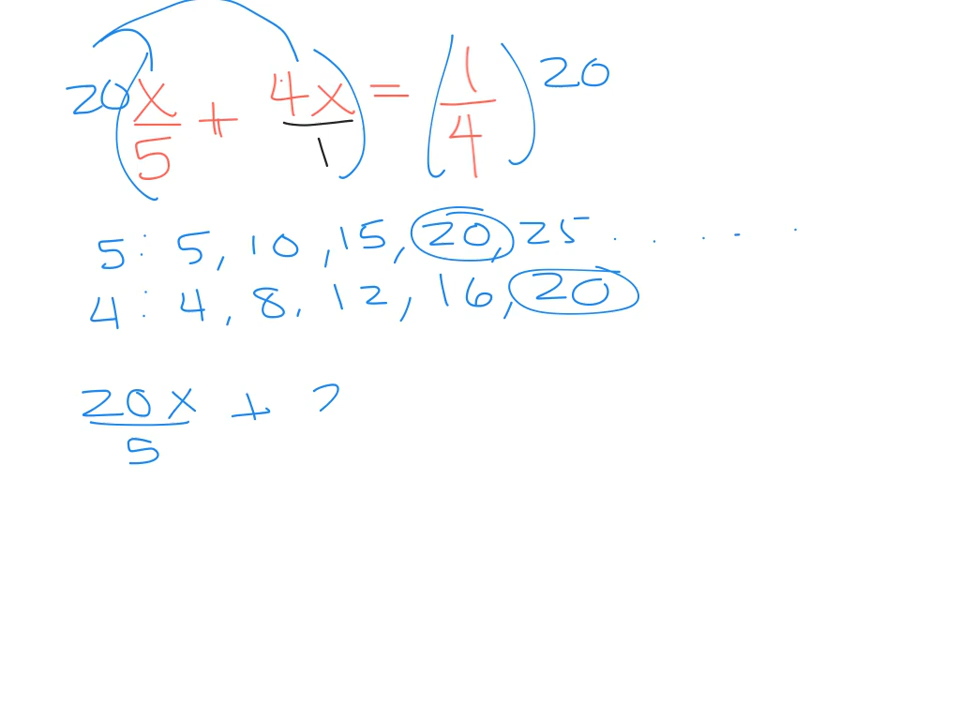 20(x/5 + 4x/1) = (1/4)20
5: 5, 10, 15, 20, 25 . . . . .
4: 4, 8, 12, 16, 20
20x/5 + 2